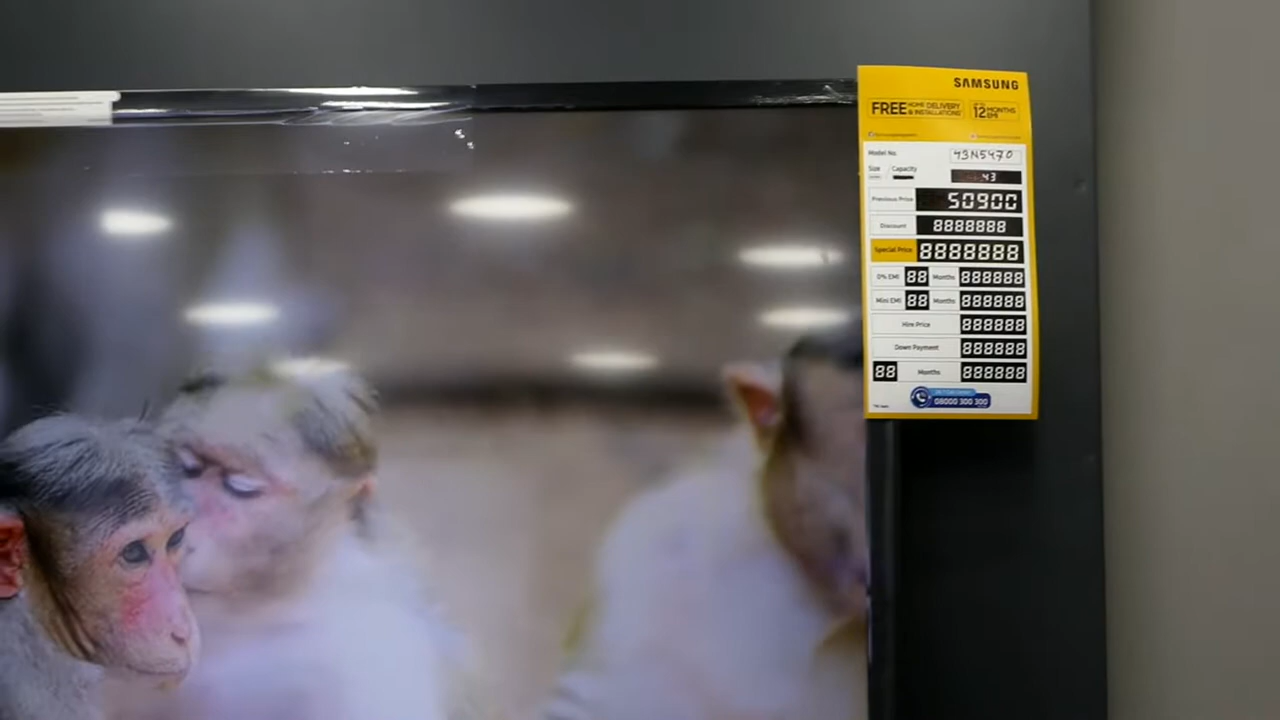 SAMSUNG
FREE HOME DELIVERY & INSTALLATIONS 12 MONTHS EMI
Model No. 43N5470
Size Capacity 43
Previous Price 50900
Discount 8888888
Special Price 8888888
0% EMI 88 Months 888888
Mini EMI 88 Months 888888
Hire Price 888888
Down Payment 888888
88 Months 888888
08000 300 300